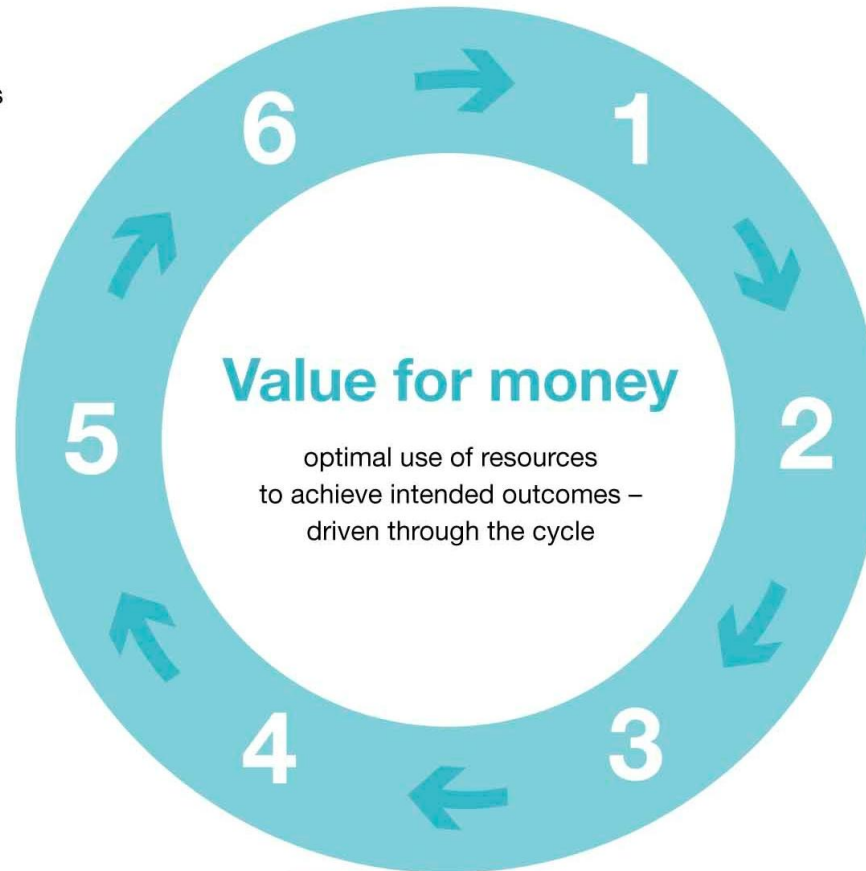 6
1
5
2
Value for money
optimal use of resources
to achieve intended outcomes –
driven through the cycle
4
3